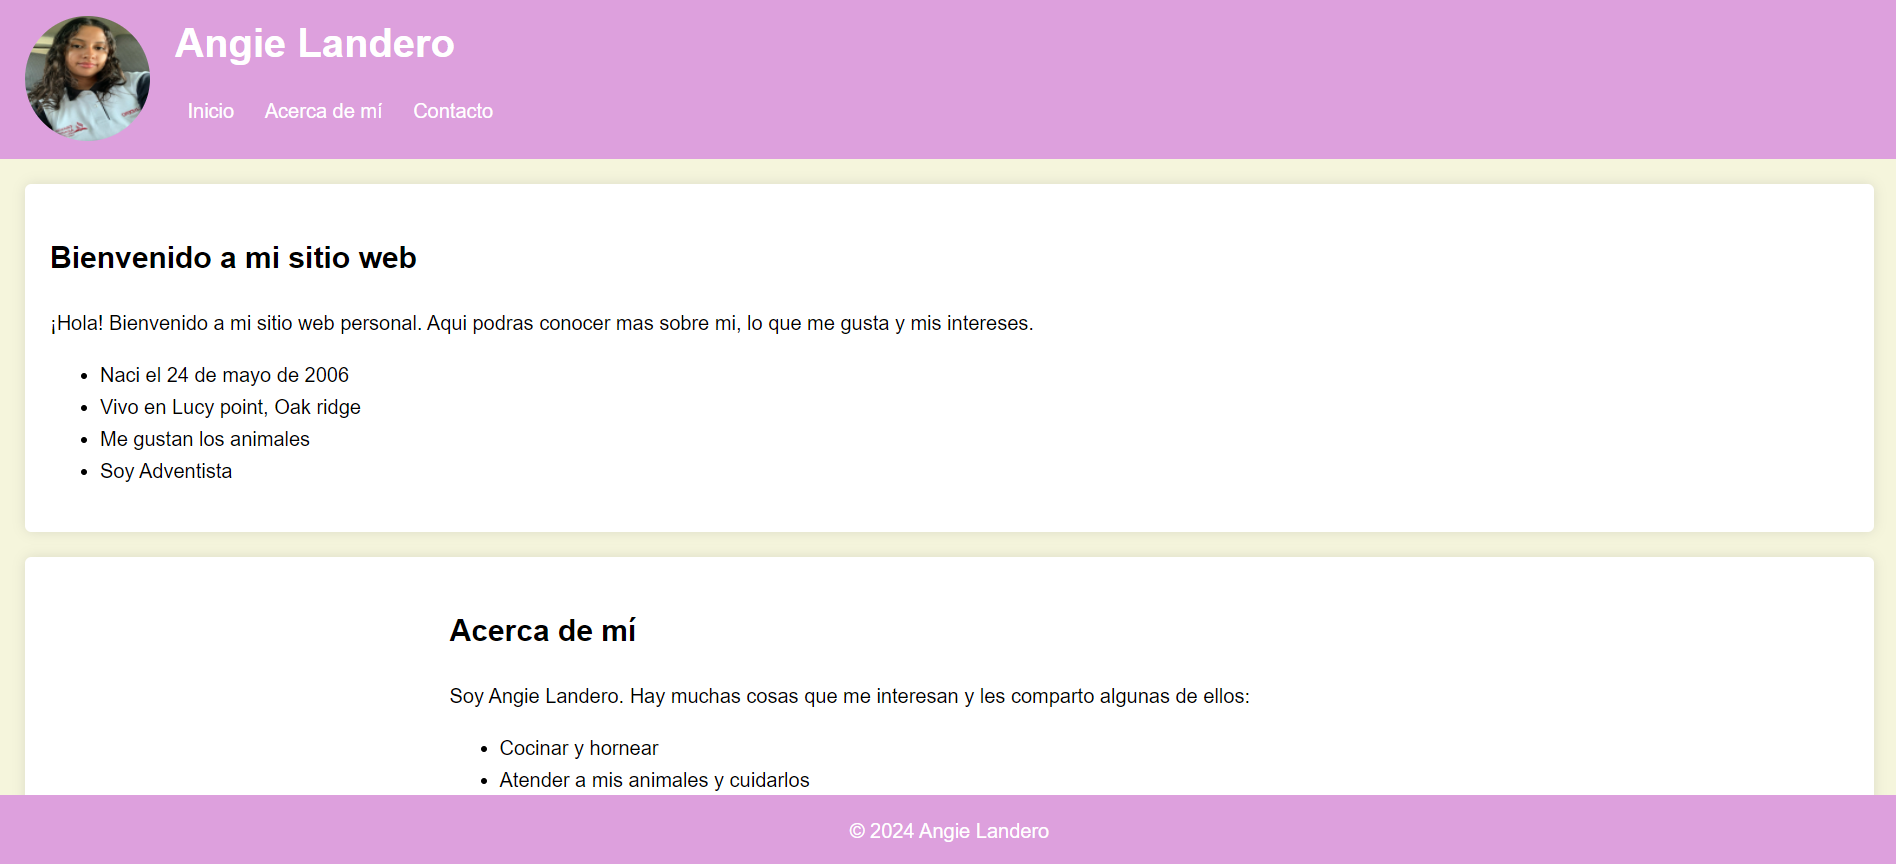 Angie Landero
Inicio Acerca de mí Contacto
Bienvenido a mi sitio web
¡Hola! Bienvenido a mi sitio web personal. Aqui podras conocer mas sobre mi, lo que me gusta y mis intereses.
Naci el 24 de mayo de 2006
Vivo en Lucy point, Oak ridge
Me gustan los animales
Soy Adventista
Acerca de mí
Soy Angie Landero. Hay muchas cosas que me interesan y les comparto algunas de ellos:
Cocinar y hornear
Atender a mis animales y cuidarlos
© 2024 Angie Landero